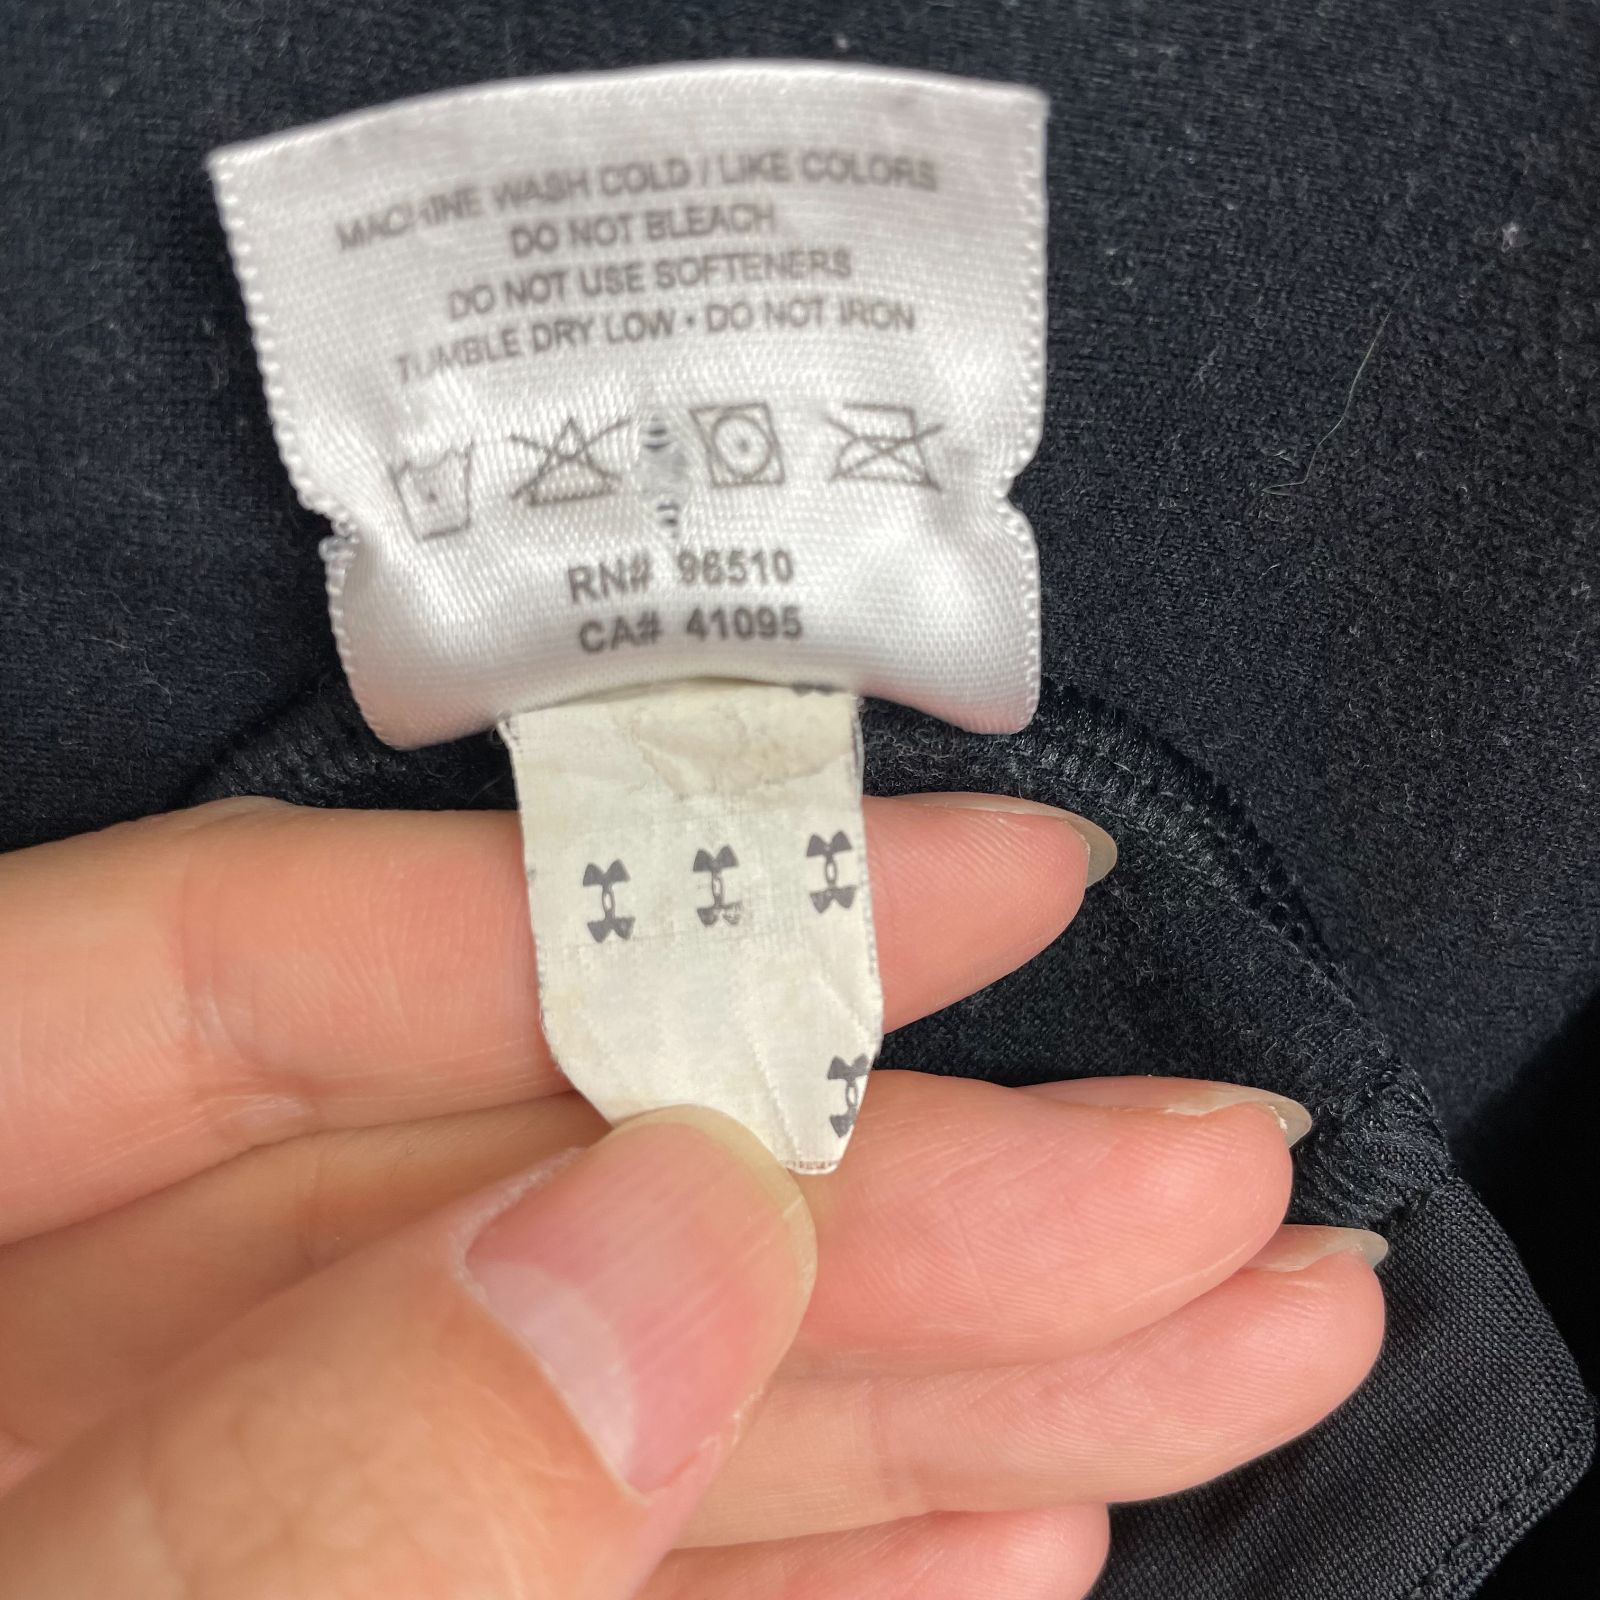 MACHINE WASH COLD / LIKE COLORS
DO NOT BLEACH
DO NOT USE SOFTENERS
TUMBLE DRY LOW • DO NOT IRON
RN# 96510
CA# 41095